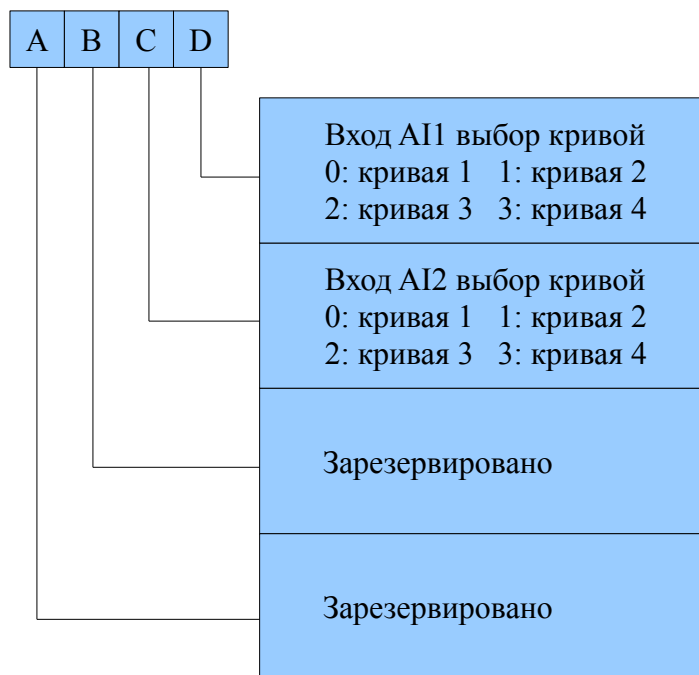 A B C D
Вход AI1 выбор кривой
0: кривая 1 1: кривая 2
2: кривая 3 3: кривая 4
Вход AI2 выбор кривой
0: кривая 1 1: кривая 2
2: кривая 3 3: кривая 4
Зарезервировано
Зарезервировано